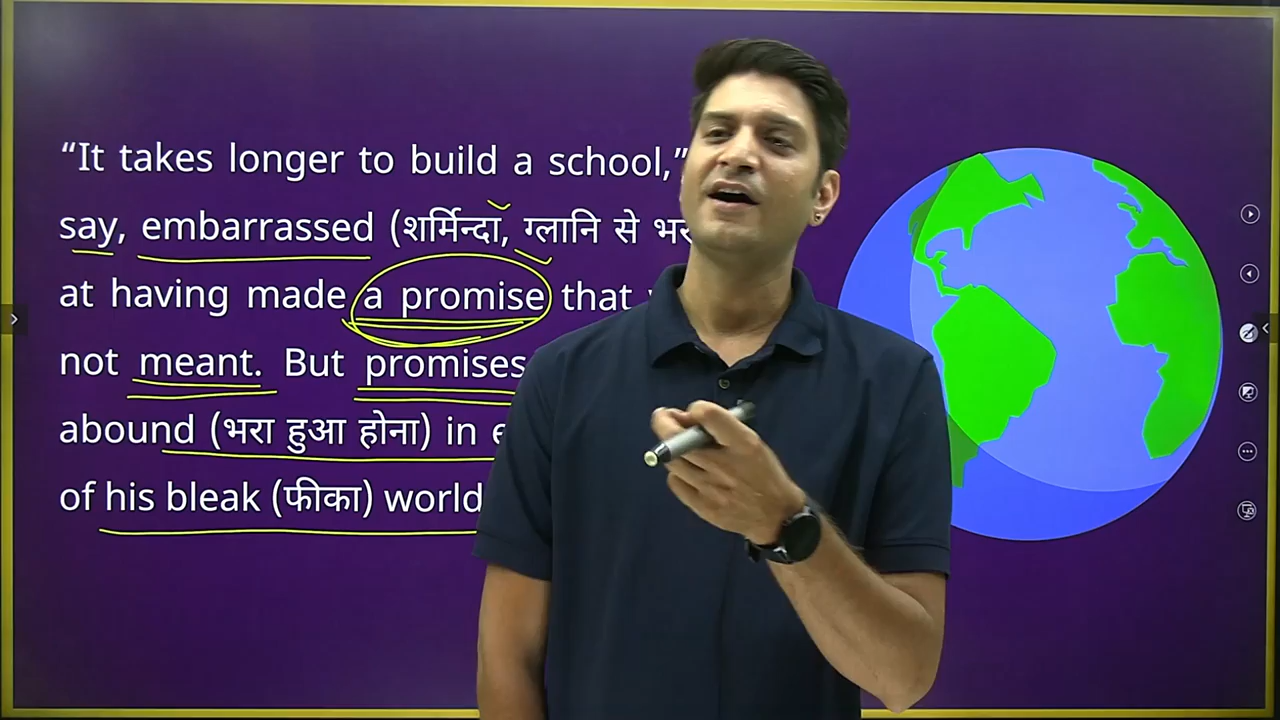 “It takes longer to build a school,”
say, embarrassed (शर्मिन्दा, ग्लानि से
at having made a promise that
not meant. But promises
abound (भरा हुआ होना) in
of his bleak (फीका) world